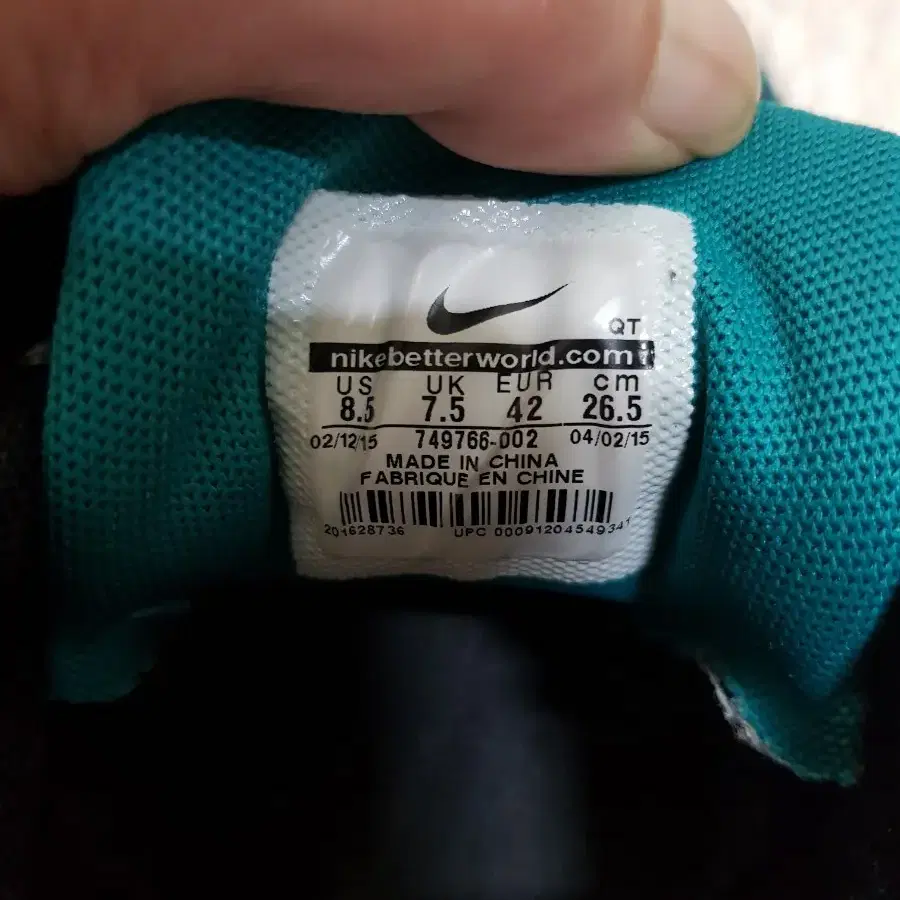 QT
nikebetterworld.com
US UK EUR cm
8.5 7.5 42 26.5
02/12/15 749766-002 04/02/15
MADE IN CHINA
FABRIQUE EN CHINE
201628736 UPC 00091204549341